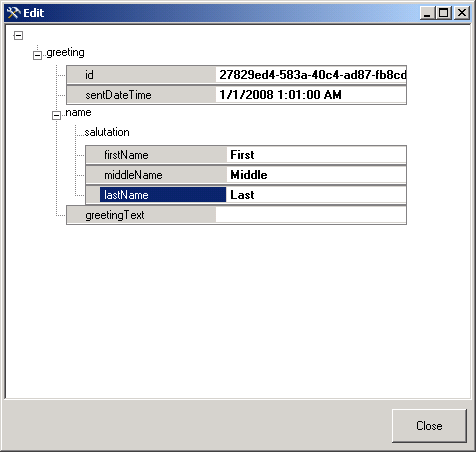 Edit
greeting
id 27829ed4-583a-40c4-ad87-fb8cd
sentDateTime 1/1/2008 1:01:00 AM
name
salutation
firstName First
middleName Middle
lastName Last
greetingText
Close